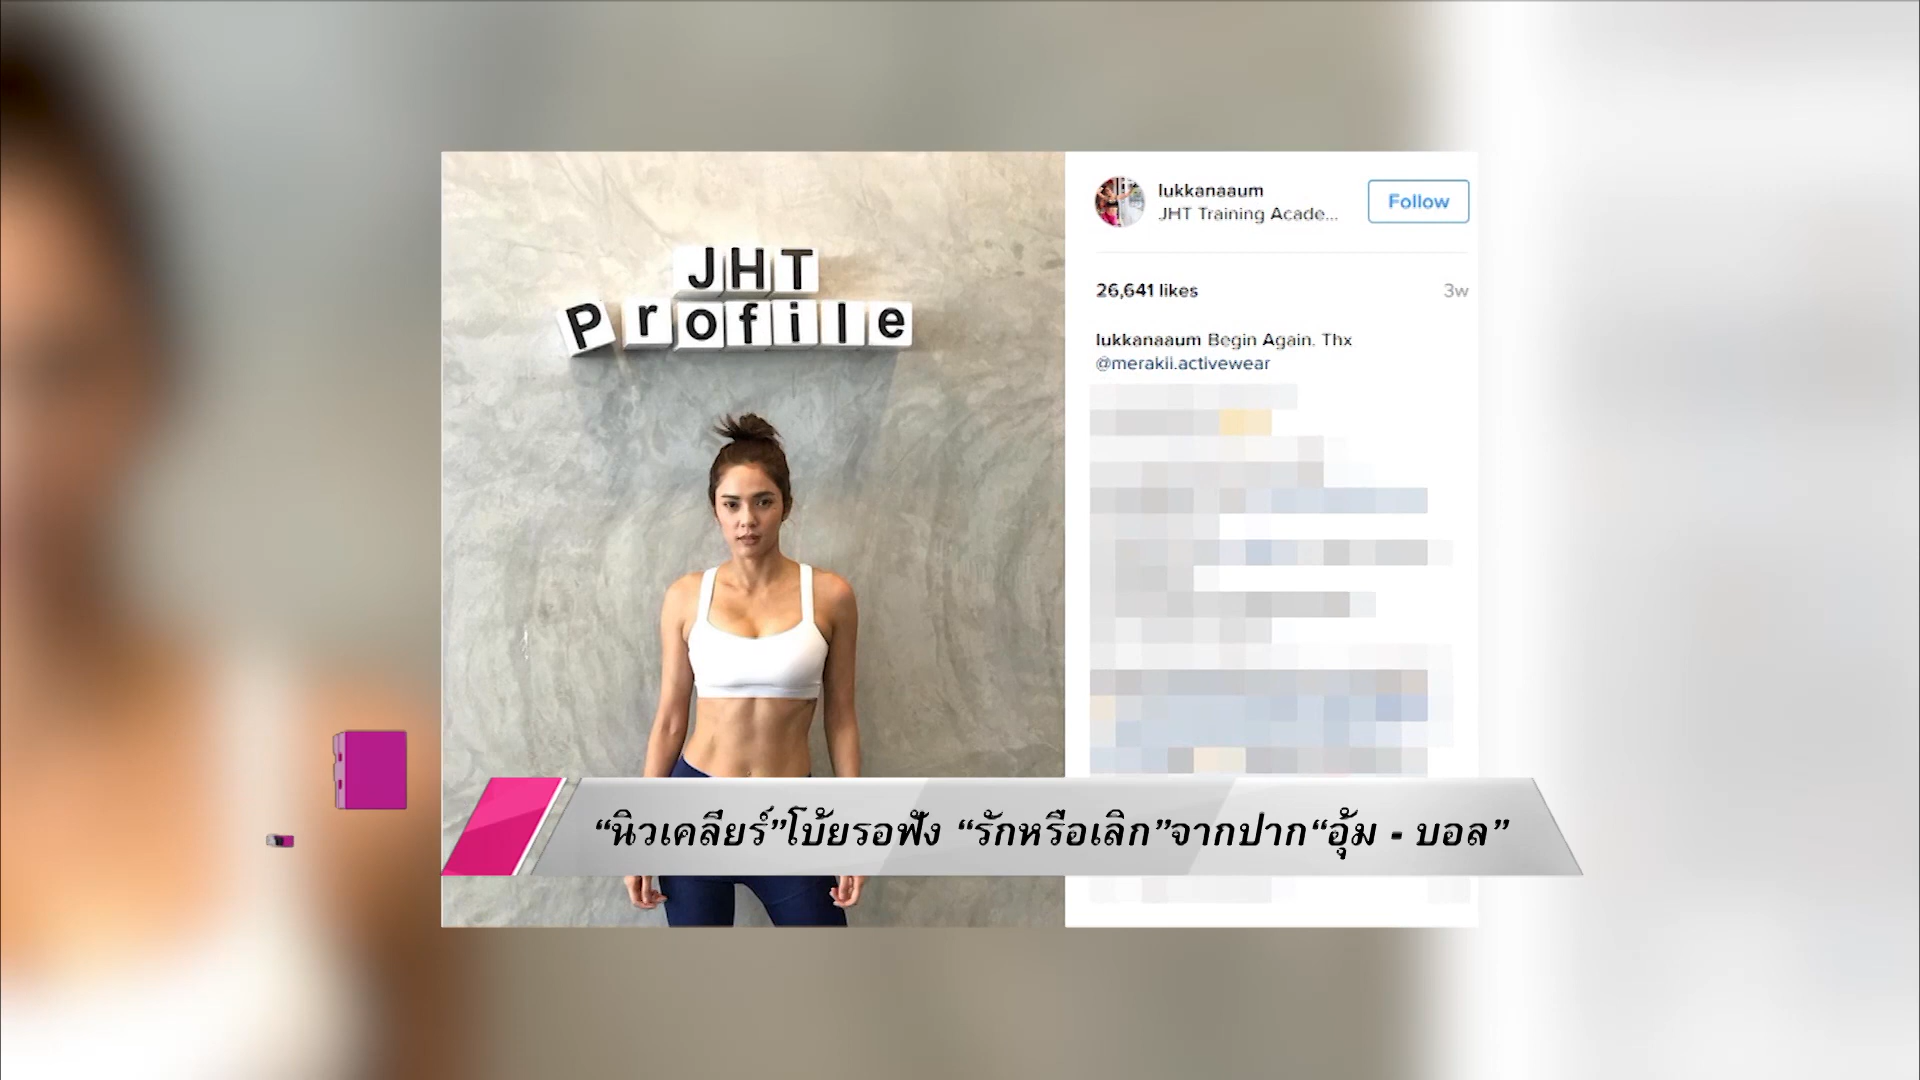 JHT
Profile
lukkanaaum
JHT Training Acade...
Follow
26,641 likes
3w
lukkanaaum Begin Again. Thx
@merakii.activewear
“นิวเคลียร์”โบ้ยรอฟัง “รักหรือเลิก”จากปาก“อุ้ม - บอล”